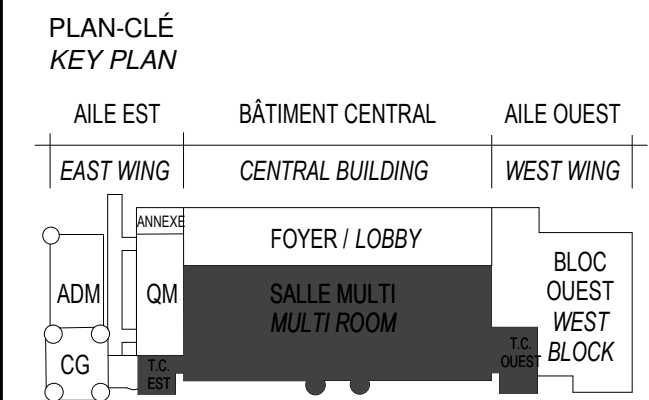 PLAN-CLÉ
KEY PLAN
AILE EST
BÂTIMENT CENTRAL
AILE OUEST
EAST WING
CENTRAL BUILDING
WEST WING
ANNEXE
FOYER / LOBBY
ADM
QM
SALLE MULTI
MULTI ROOM
BLOC
OUEST
WEST
BLOCK
CG
T.C.
EST
T.C.
OUEST